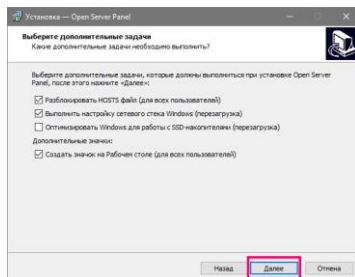 Установка — Open Server Panel
Выберите дополнительные задачи
Какие дополнительные задачи необходимо выполнить?
Выберите дополнительные задачи, которые должны выполниться при установке Open Server
Panel, после этого нажмите «Далее»:
Разблокировать HOSTS файл (для всех пользователей)
Выполнить настройку сетевого стека Windows (перезагрузка)
Оптимизировать Windows для работы с SSD-накопителями (перезагрузка)
Дополнительные значки:
Создать значок на Рабочем столе (для всех пользователей)
Назад Далее Отмена